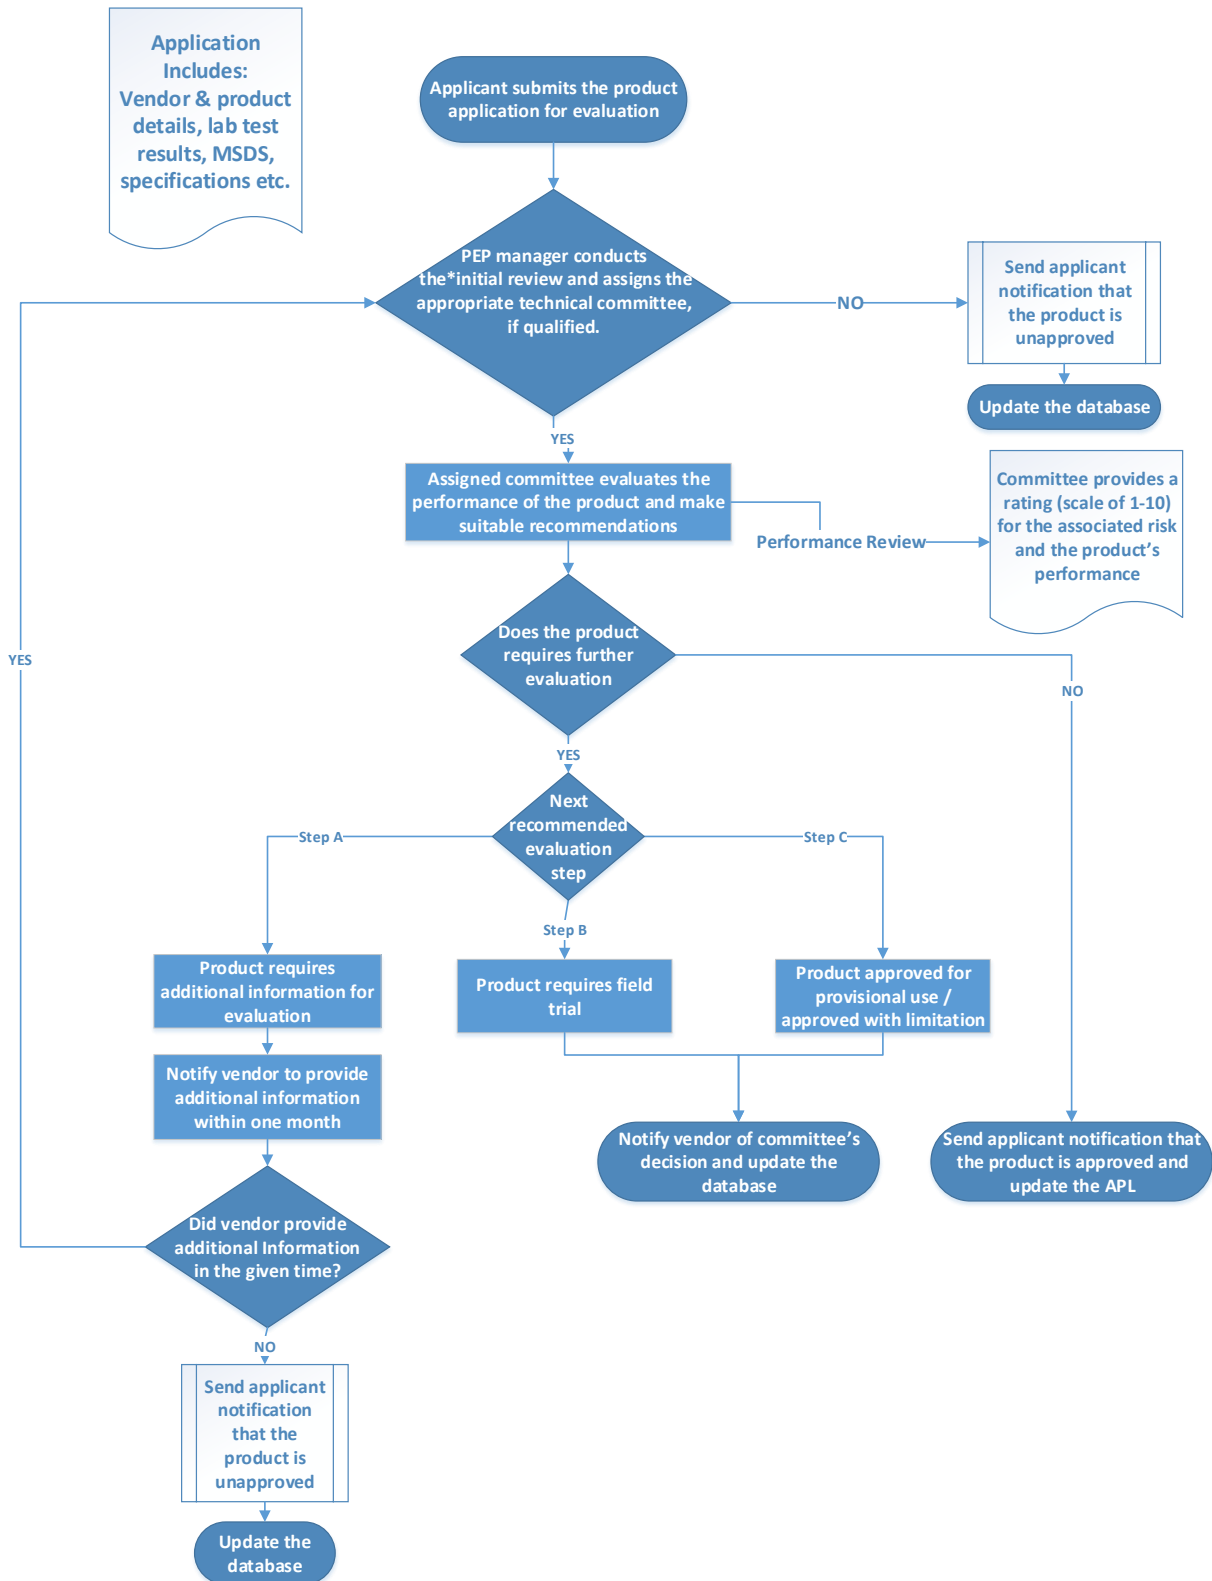 Application
Includes:
Vendor & product
details, lab test
results, MSDS,
specifications etc.
Applicant submits the product
application for evaluation
PEP manager conducts
the*initial review and assigns the
appropriate technical committee,
if qualified.
NO
Send applicant
notification that
the product is
unapproved
Update the database
YES
Assigned committee evaluates the
performance of the product and make
suitable recommendations
Performance Review
Committee provides a
rating (scale of 1-10)
for the associated risk
and the product's
performance
Does the product
requires further
evaluation
NO
YES
YES
Next
recommended
evaluation
step
Step A
Step B
Step C
Product requires
additional information for
evaluation
Product requires field
trial
Product approved for
provisional use /
approved with limitation
Notify vendor to provide
additional information
within one month
Notify vendor of committee's
decision and update the
database
Send applicant notification that
the product is approved and
update the APL
Did vendor provide
additional Information
in the given time?
NO
Send applicant
notification
that the
product is
unapproved
Update the
database